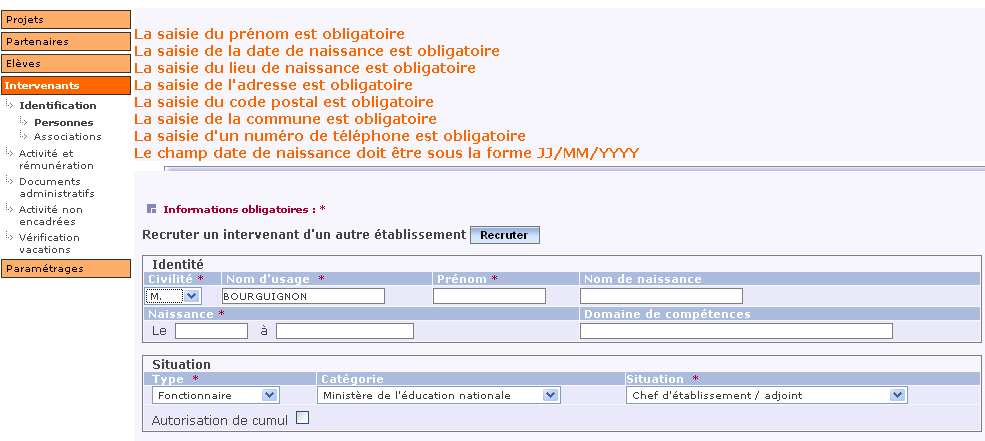 Projets
Partenaires
Elèves
Intervenants
Identification
Personnes
Associations
Activité et
rémunération
Documents
administratifs
Activité non
encadrées
Vérification
vacations
Paramétrages
La saisie du prénom est obligatoire
La saisie de la date de naissance est obligatoire
La saisie du lieu de naissance est obligatoire
La saisie de l'adresse est obligatoire
La saisie du code postal est obligatoire
La saisie de la commune est obligatoire
La saisie d'un numéro de téléphone est obligatoire
Le champ date de naissance doit être sous la forme JJ/MM/YYYY
Informations obligatoires : *
Recruter un intervenant d'un autre établissement Recruter
Identité
Civilité * Nom d'usage * Prénom * Nom de naissance
M. BOURGUIGNON
Naissance * Domaine de compétences
Le à
Situation
Type * Catégorie Situation *
Fonctionnaire Ministère de l'éducation nationale Chef d'établissement / adjoint
Autorisation de cumul